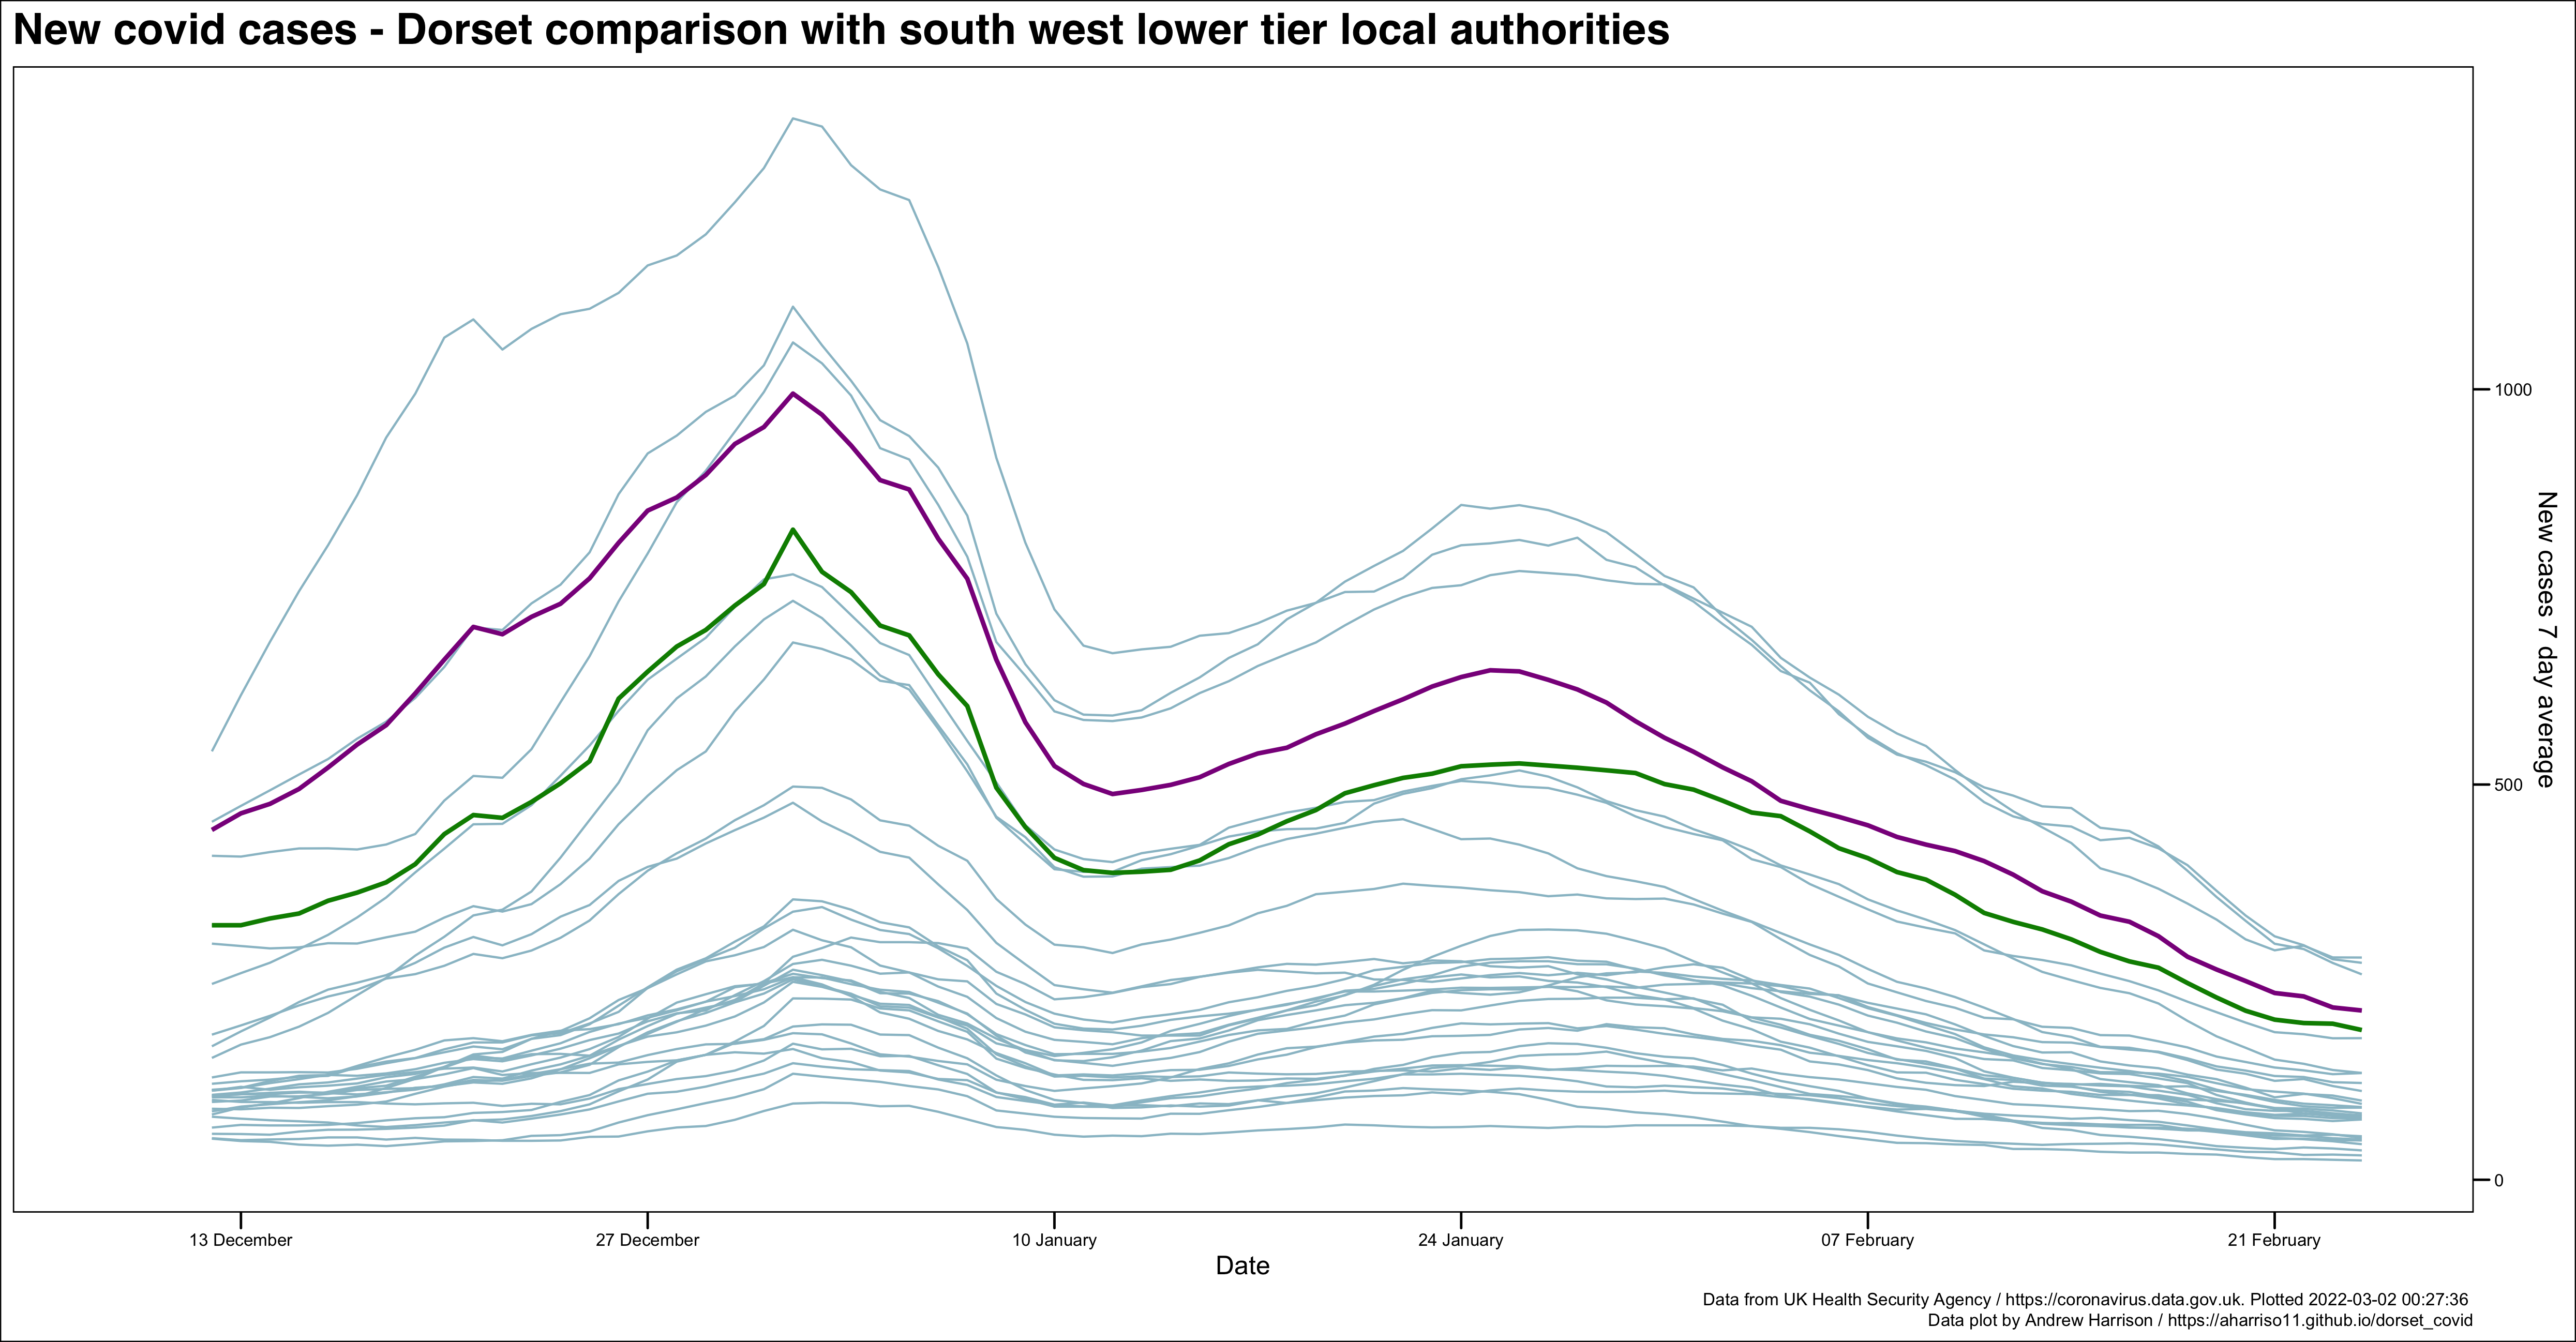 New covid cases - Dorset comparison with south west lower tier local authorities
1000
500
0
New cases 7 day average
13 December
27 December
10 January
24 January
07 February
21 February
Date
Data from UK Health Security Agency / https://coronavirus.data.gov.uk. Plotted 2022-03-02 00:27:36
Data plot by Andrew Harrison / https://aharriso11.github.io/dorset_covid